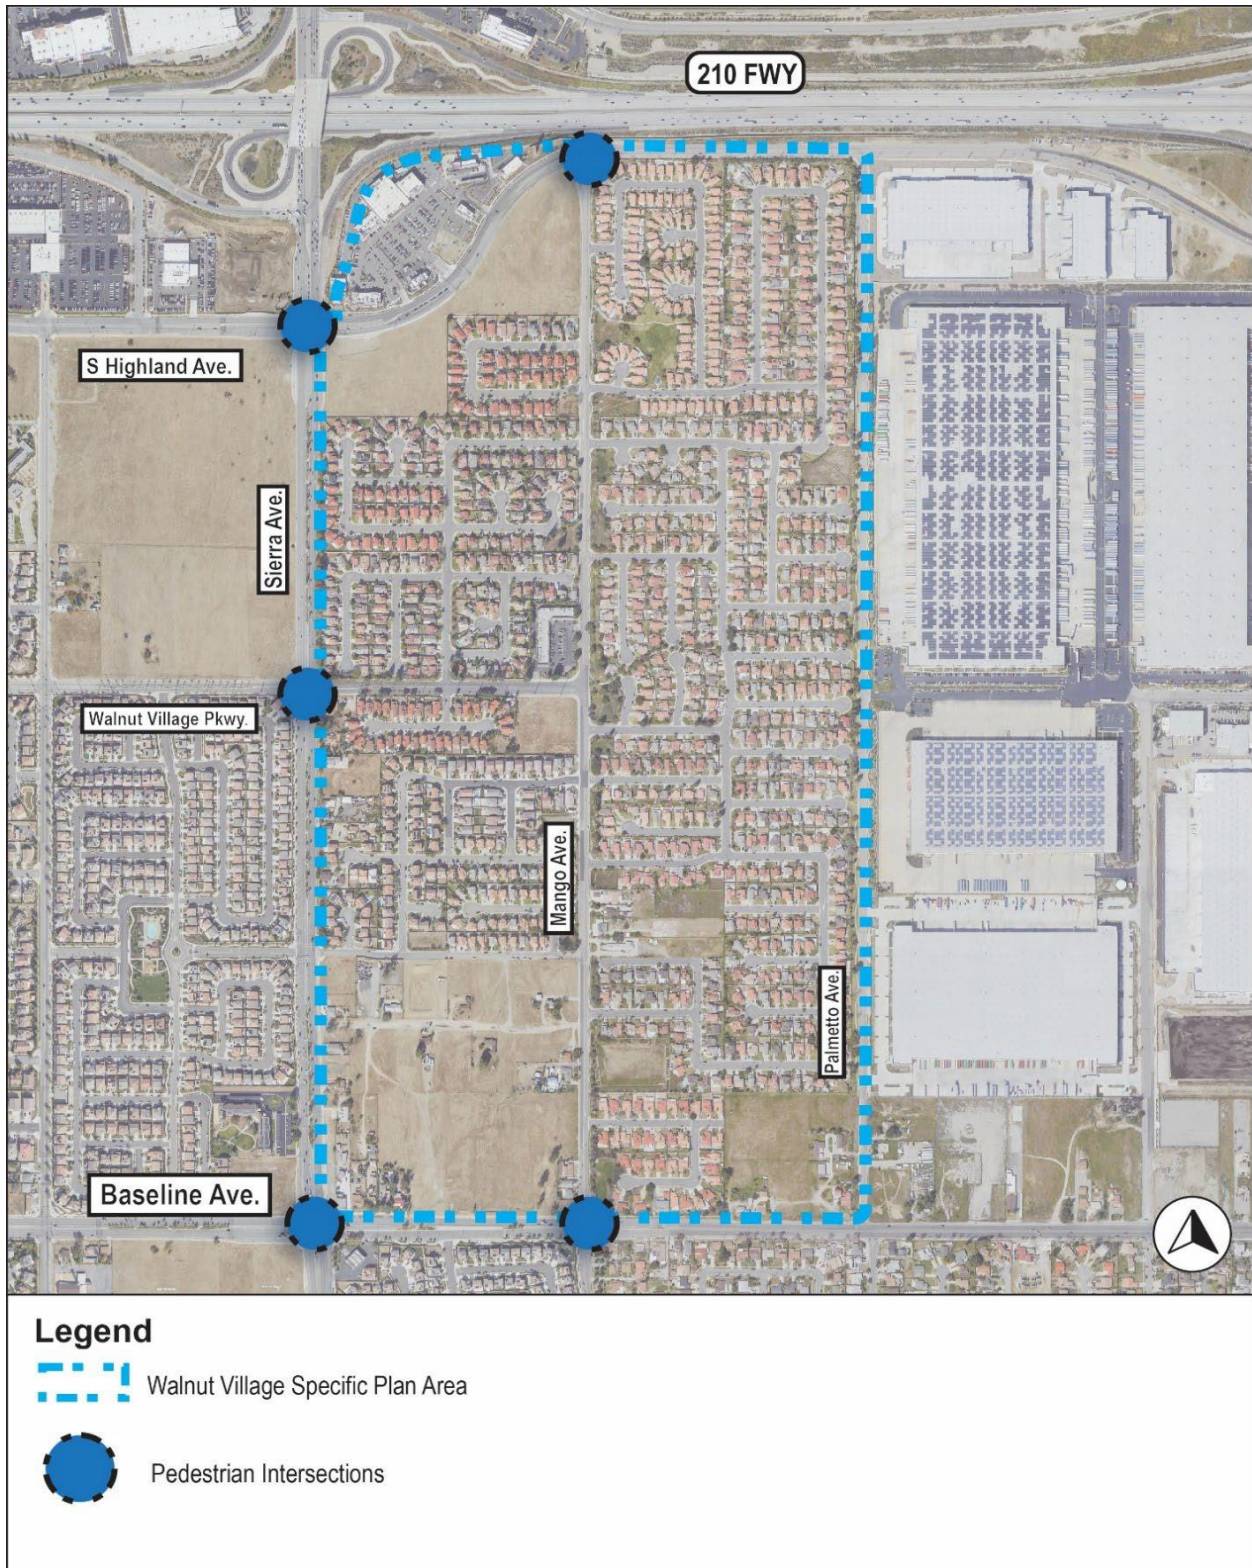 210 FWY
S Highland Ave.
Sierra Ave.
Walnut Village Pkwy.
Mango Ave.
Palmetto Ave.
Baseline Ave.
Legend
Walnut Village Specific Plan Area
Pedestrian Intersections